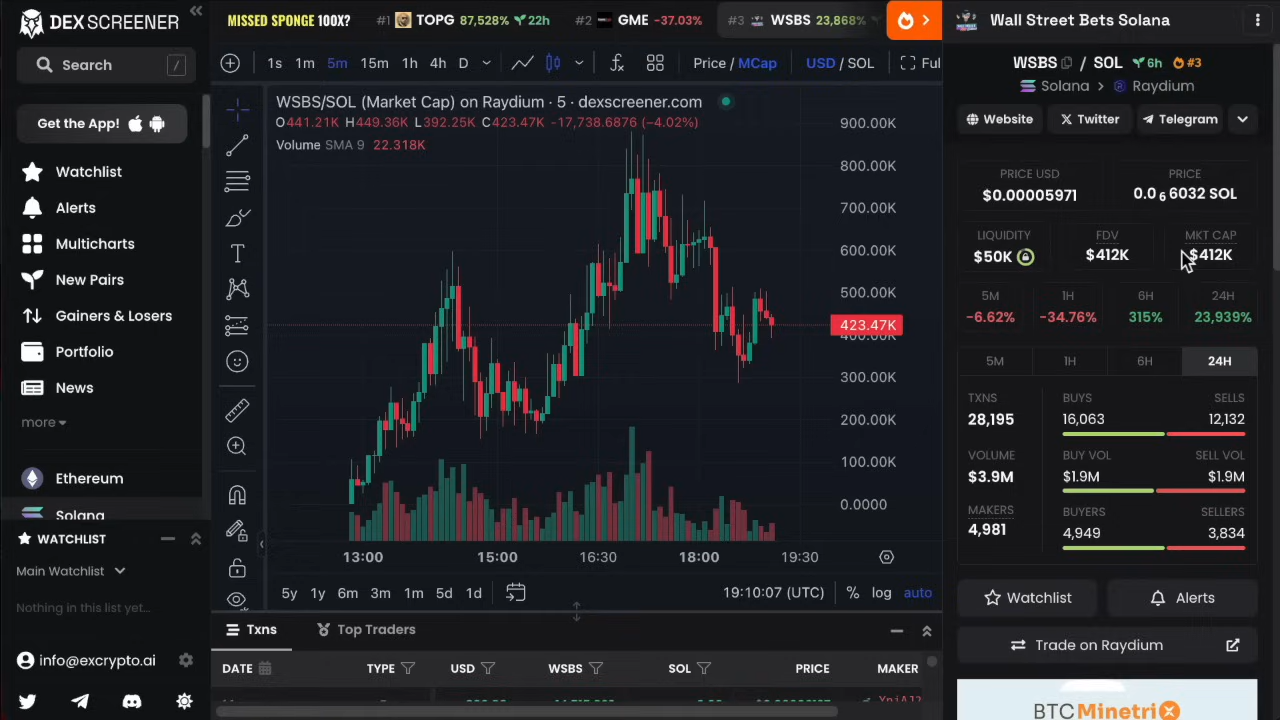 DEX SCREENER
Search /
Get the App!
Watchlist
Alerts
Multicharts
New Pairs
Gainers & Losers
Portfolio
News
more
Ethereum
Solana
WATCHLIST
Main Watchlist
Nothing in this list yet...
info@excrypto.ai
MISSED SPONGE 100X? #1 TOPG 87,528% 22h #2 GME -37.03% #3 WSBS 23,868%
1s 1m 5m 15m 1h 4h D Price / MCap USD / SOL Ful
WSBS/SOL (Market Cap) on Raydium · 5 · dexscreener.com
O441.21K H449.36K L392.25K C423.47K -17,738.6876 (-4.02%)
Volume SMA 9 22.318K
900.00K
800.00K
700.00K
600.00K
500.00K
423.47K
400.00K
300.00K
200.00K
100.00K
0.0000
13:00 15:00 16:30 18:00 19:30
5y 1y 6m 3m 1m 5d 1d 19:10:07 (UTC) % log auto
Txns Top Traders
DATE TYPE USD WSBS SOL PRICE MAKER
Wall Street Bets Solana
WSBS / SOL 6h #3
Solana > Raydium
Website Twitter Telegram
PRICE USD PRICE
$0.00005971 0.0₆6032 SOL
LIQUIDITY FDV MKT CAP
$50K $412K $412K
5M 1H 6H 24H
-6.62% -34.76% 315% 23,939%
5M 1H 6H 24H
TXNS BUYS SELLS
28,195 16,063 12,132
VOLUME BUY VOL SELL VOL
$3.9M $1.9M $1.9M
MAKERS BUYERS SELLERS
4,981 4,949 3,834
Watchlist Alerts
Trade on Raydium
BTCMinetriX